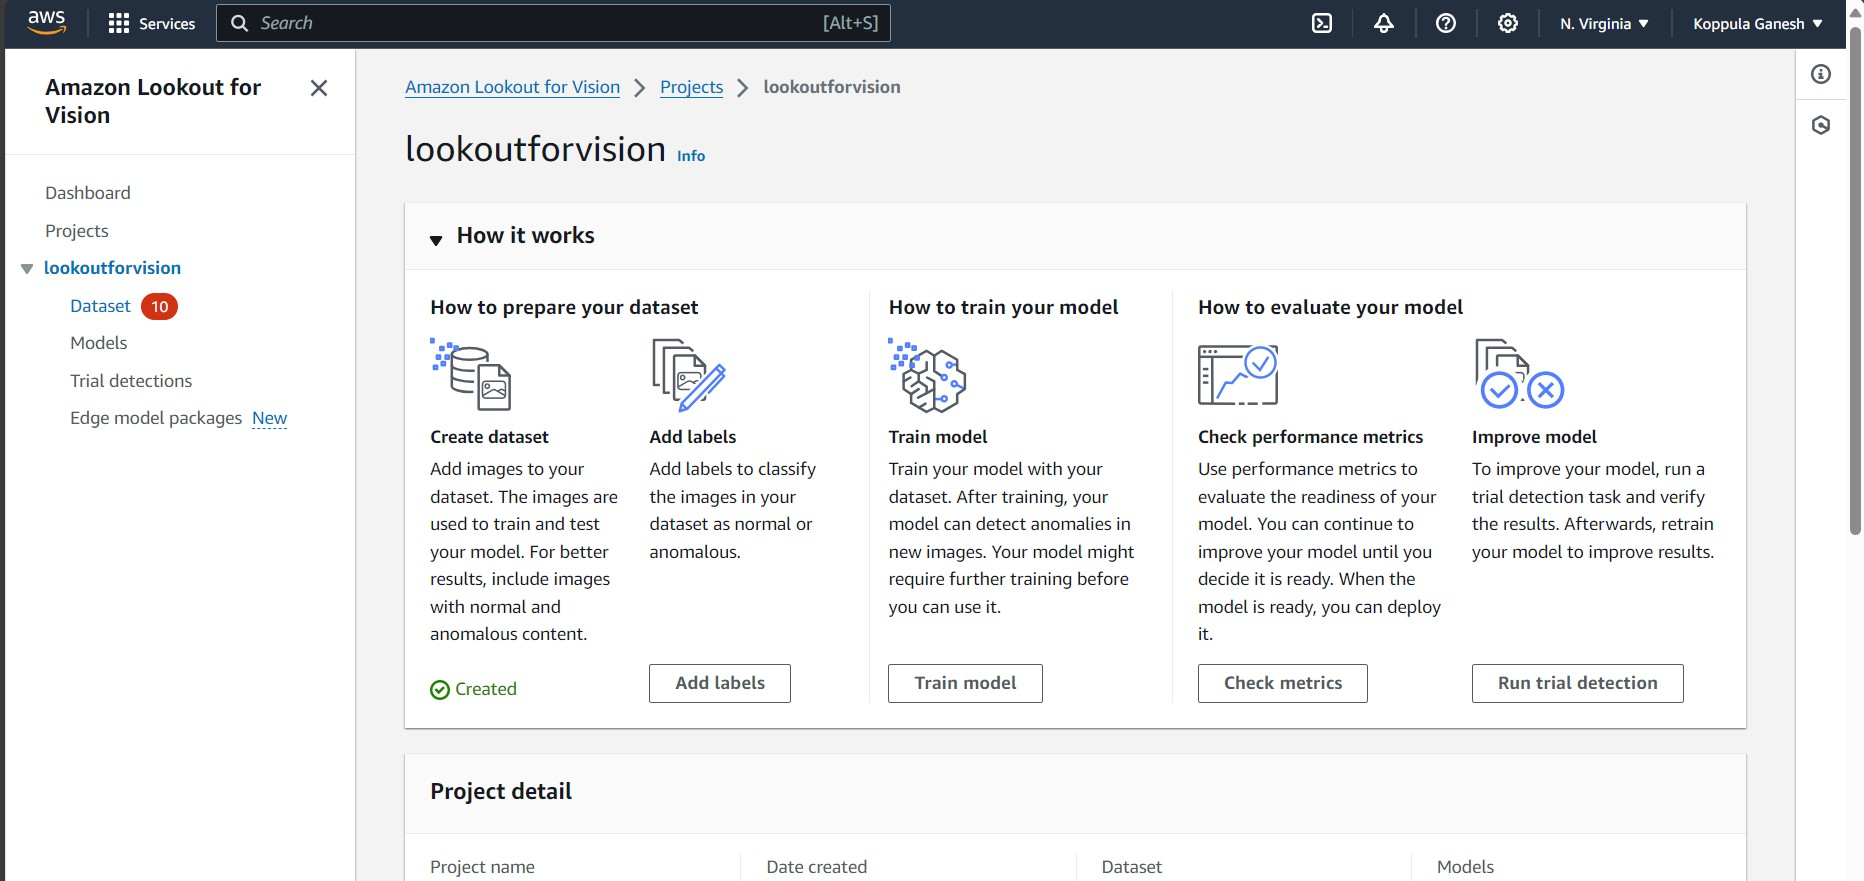 aws
Services
Search
[Alt+S]
N. Virginia
Koppula Ganesh
Amazon Lookout for
Vision
Dashboard
Projects
lookoutforvision
Dataset 10
Models
Trial detections
Edge model packages New
Amazon Lookout for Vision
Projects
lookoutforvision
lookoutforvision Info
How it works
How to prepare your dataset
Create dataset
Add images to your
dataset. The images are
used to train and test
your model. For better
results, include images
with normal and
anomalous content.
Created
Add labels
Add labels to classify
the images in your
dataset as normal or
anomalous.
Add labels
How to train your model
Train model
Train your model with your
dataset. After training, your
model can detect anomalies in
new images. Your model might
require further training before
you can use it.
Train model
How to evaluate your model
Check performance metrics
Use performance metrics to
evaluate the readiness of your
model. You can continue to
improve your model until you
decide it is ready. When the
model is ready, you can deploy
it.
Check metrics
Improve model
To improve your model, run a
trial detection task and verify
the results. Afterwards, retrain
your model to improve results.
Run trial detection
Project detail
Project name
Date created
Dataset
Models